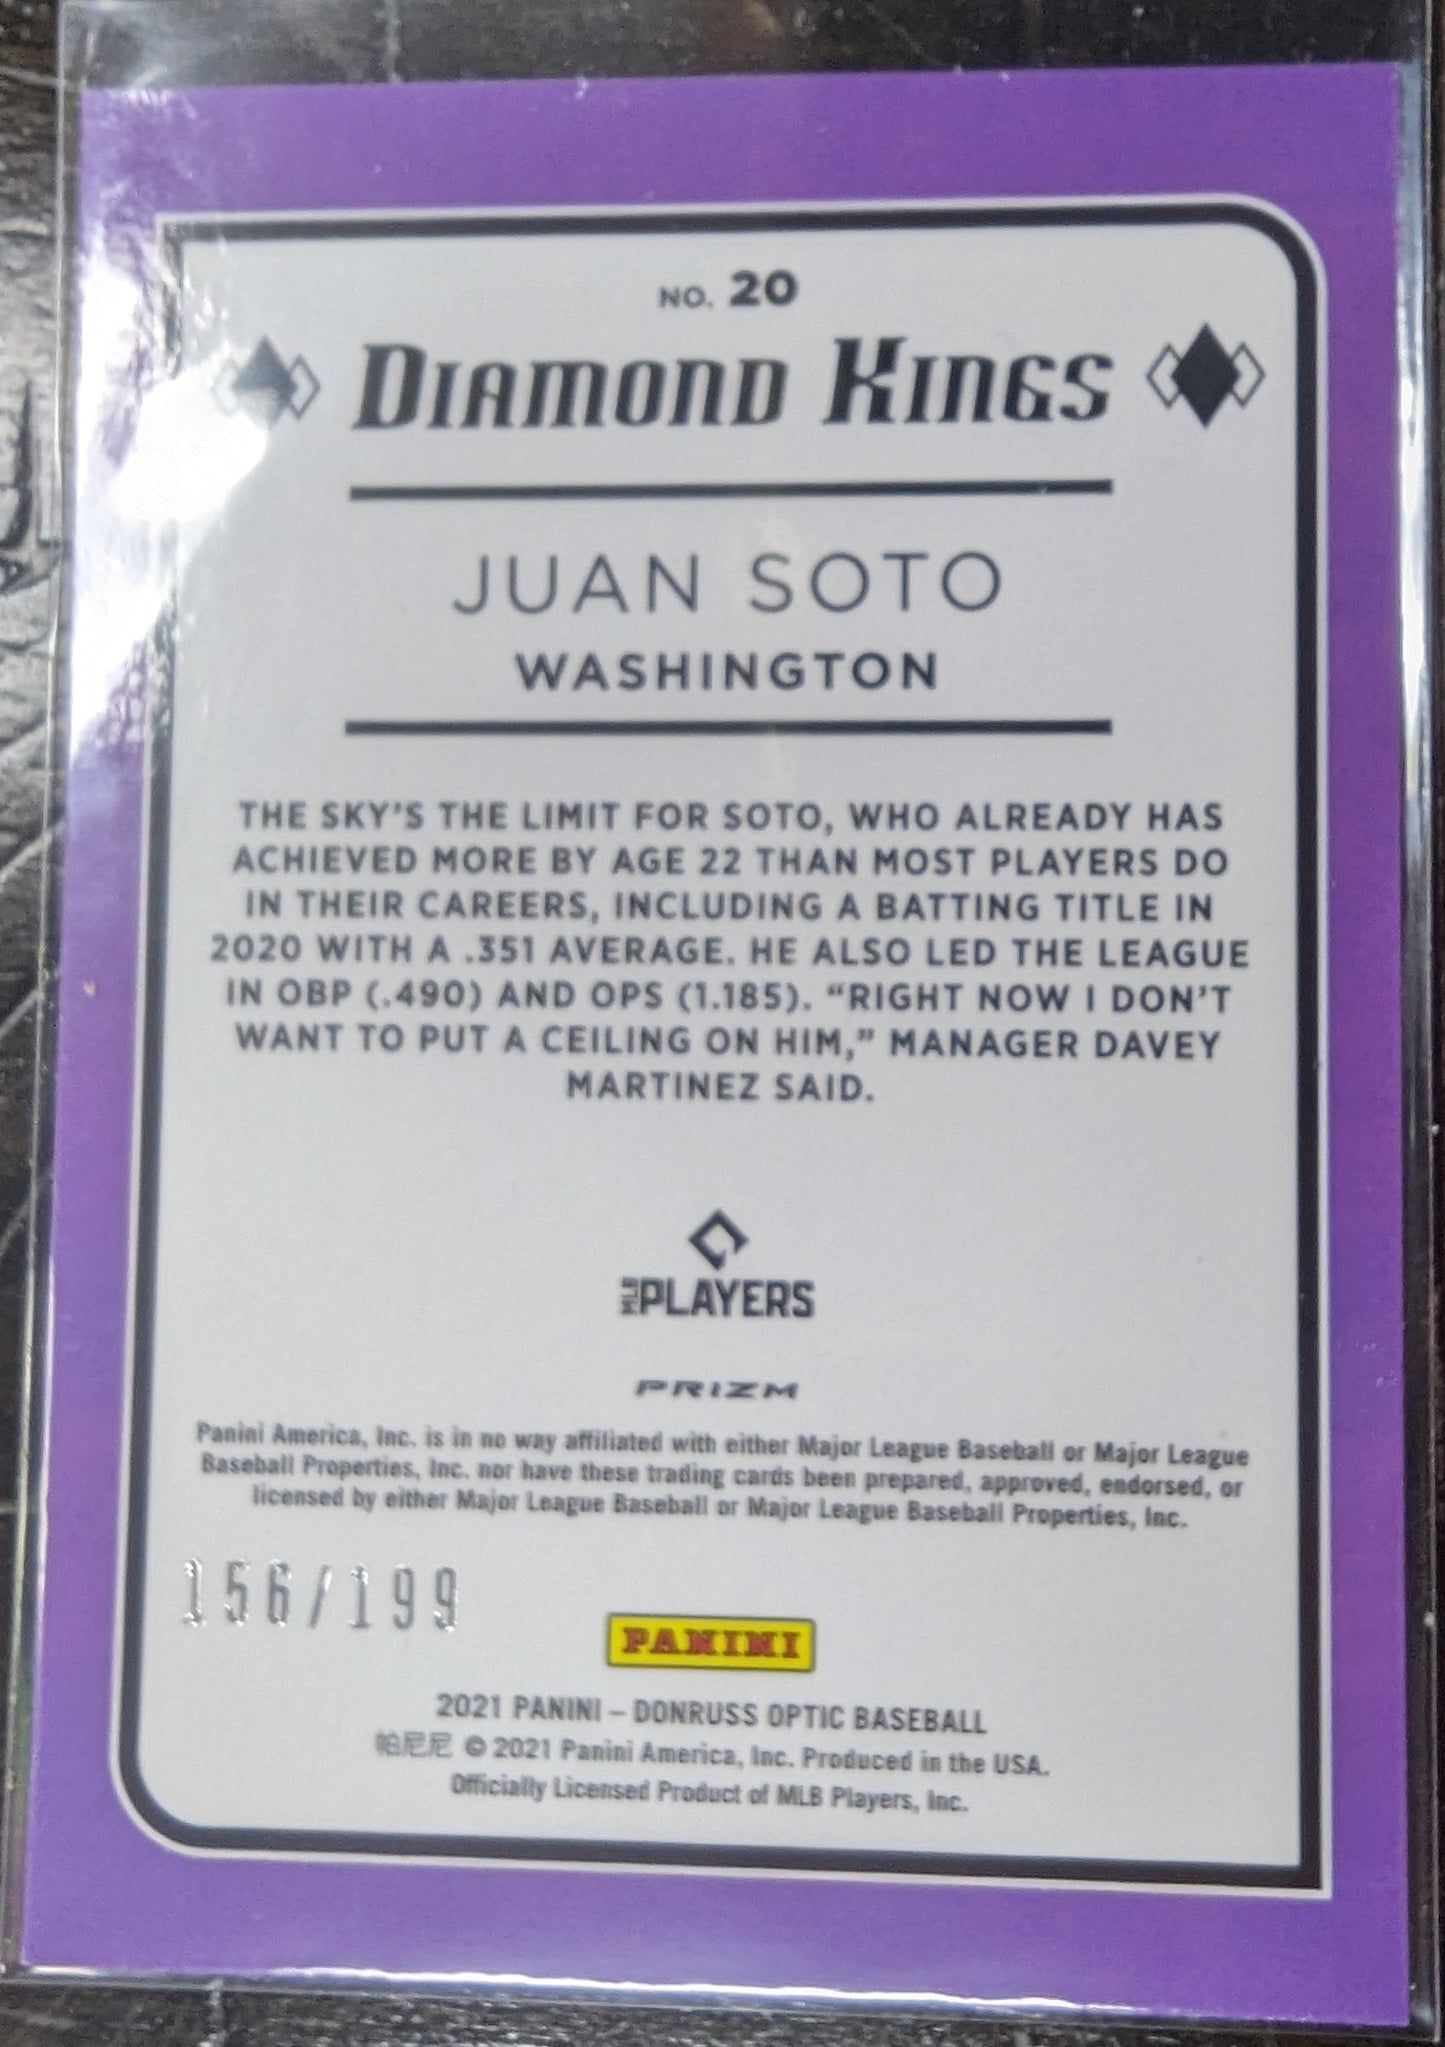 NO. 20
DIAMOND KINGS
JUAN SOTO
WASHINGTON
THE SKY'S THE LIMIT FOR SOTO, WHO ALREADY HAS
ACHIEVED MORE BY AGE 22 THAN MOST PLAYERS DO
IN THEIR CAREERS, INCLUDING A BATTING TITLE IN
2020 WITH A .351 AVERAGE. HE ALSO LED THE LEAGUE
IN OBP (.490) AND OPS (1.185). “RIGHT NOW I DON'T
WANT TO PUT A CEILING ON HIM,” MANAGER DAVEY
MARTINEZ SAID.
MLB PLAYERS
PRIZM
Panini America, Inc. is in no way affiliated with either Major League Baseball or Major League
Baseball Properties, Inc. nor have these trading cards been prepared, approved, endorsed, or
licensed by either Major League Baseball or Major League Baseball Properties, Inc.
156/199
PANINI
2021 PANINI – DONRUSS OPTIC BASEBALL
帕尼尼 © 2021 Panini America, Inc. Produced in the USA.
Officially Licensed Product of MLB Players, Inc.